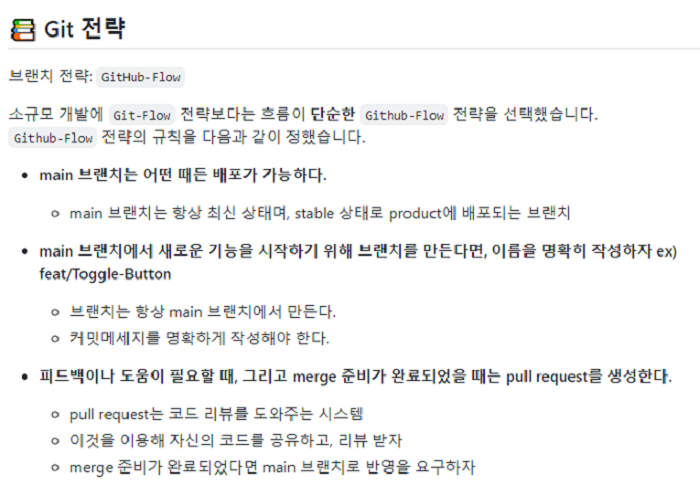 Git 전략
브랜치 전략: GitHub-Flow
소규모 개발에 Git-Flow 전략보다는 흐름이 단순한 Github-Flow 전략을 선택했습니다.
Github-Flow 전략의 규칙을 다음과 같이 정했습니다.
• main 브랜치는 어떤 때든 배포가 가능하다.
○ main 브랜치는 항상 최신 상태며, stable 상태로 product에 배포되는 브랜치
• main 브랜치에서 새로운 기능을 시작하기 위해 브랜치를 만든다면, 이름을 명확히 작성하자 ex)
feat/Toggle-Button
○ 브랜치는 항상 main 브랜치에서 만든다.
○ 커밋메세지를 명확하게 작성해야 한다.
• 피드백이나 도움이 필요할 때, 그리고 merge 준비가 완료되었을 때는 pull request를 생성한다.
○ pull request는 코드 리뷰를 도와주는 시스템
○ 이것을 이용해 자신의 코드를 공유하고, 리뷰 받자
○ merge 준비가 완료되었다면 main 브랜치로 반영을 요구하자